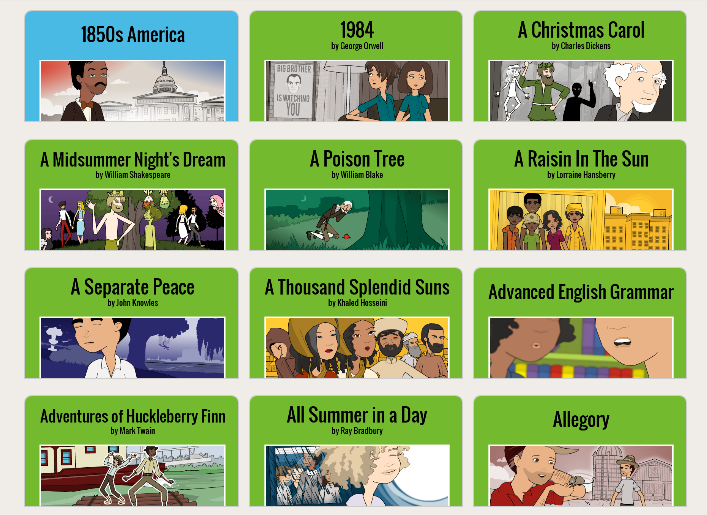 1850s America
1984
by George Orwell
A Christmas Carol
by Charles Dickens
BIG BROTHER
IS WATCHING
YOU
A Midsummer Night's Dream
by William Shakespeare
A Poison Tree
by William Blake
A Raisin In The Sun
by Lorraine Hansberry
A Separate Peace
by John Knowles
A Thousand Splendid Suns
by Khaled Hosseini
Advanced English Grammar
Adventures of Huckleberry Finn
by Mark Twain
All Summer in a Day
by Ray Bradbury
Allegory